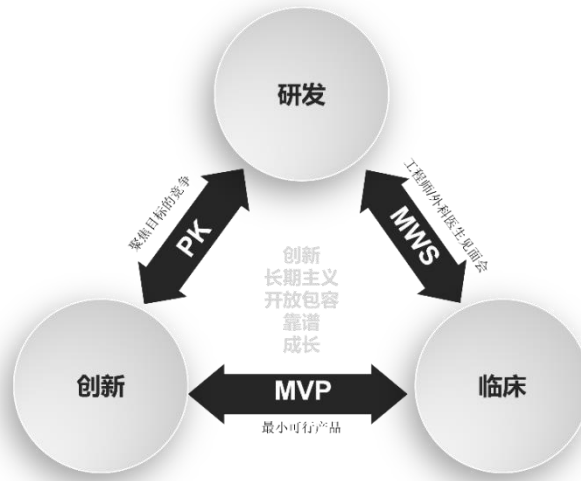 研发
聚焦目标的竞争
PK
工程师/外科医生见面会
MWS
创新
长期主义
开放包容
靠谱
成长
创新
MVP
最小可行产品
临床